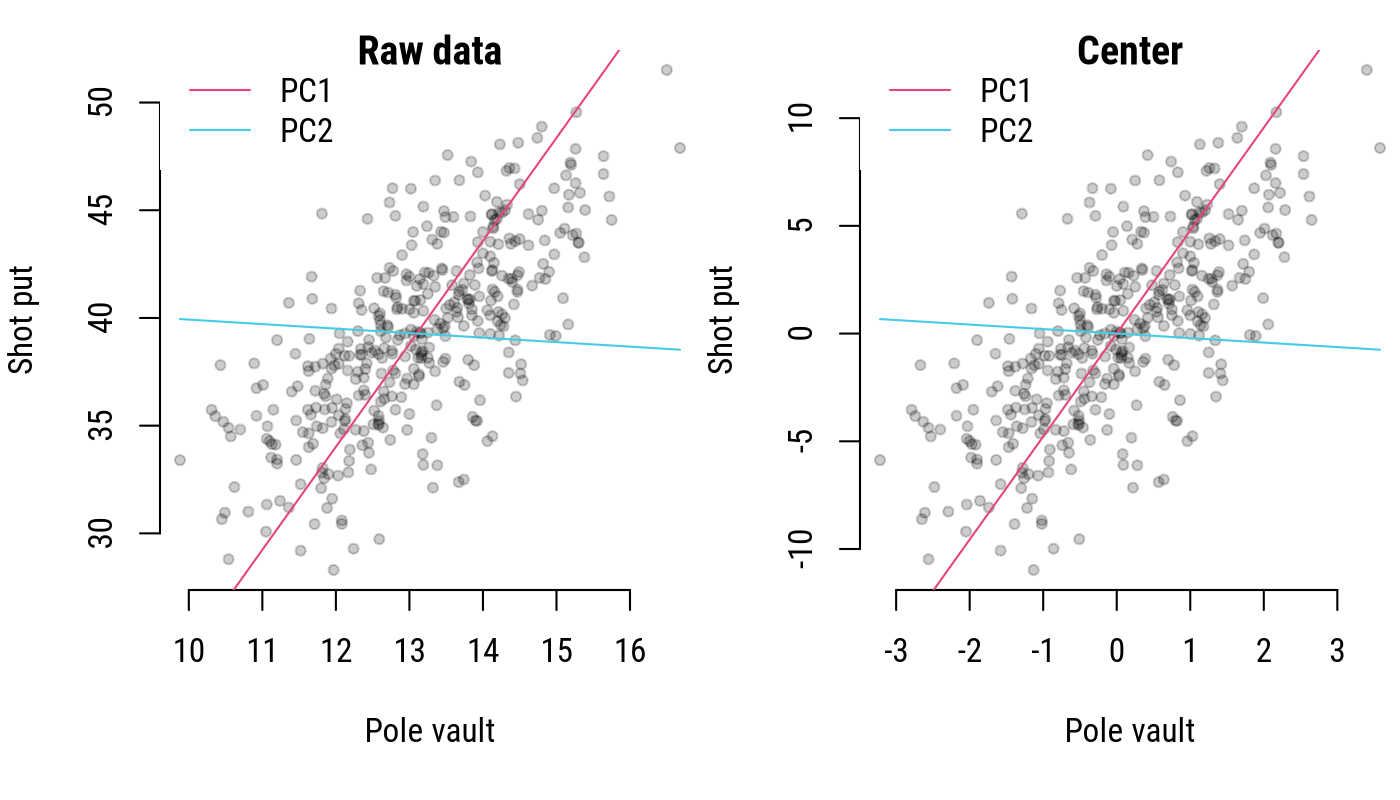 Raw data
PC1
PC2
Shot put
50
45
40
35
30
10 11 12 13 14 15 16
Pole vault
Center
PC1
PC2
Shot put
10
5
0
-5
-10
-3 -2 -1 0 1 2 3
Pole vault